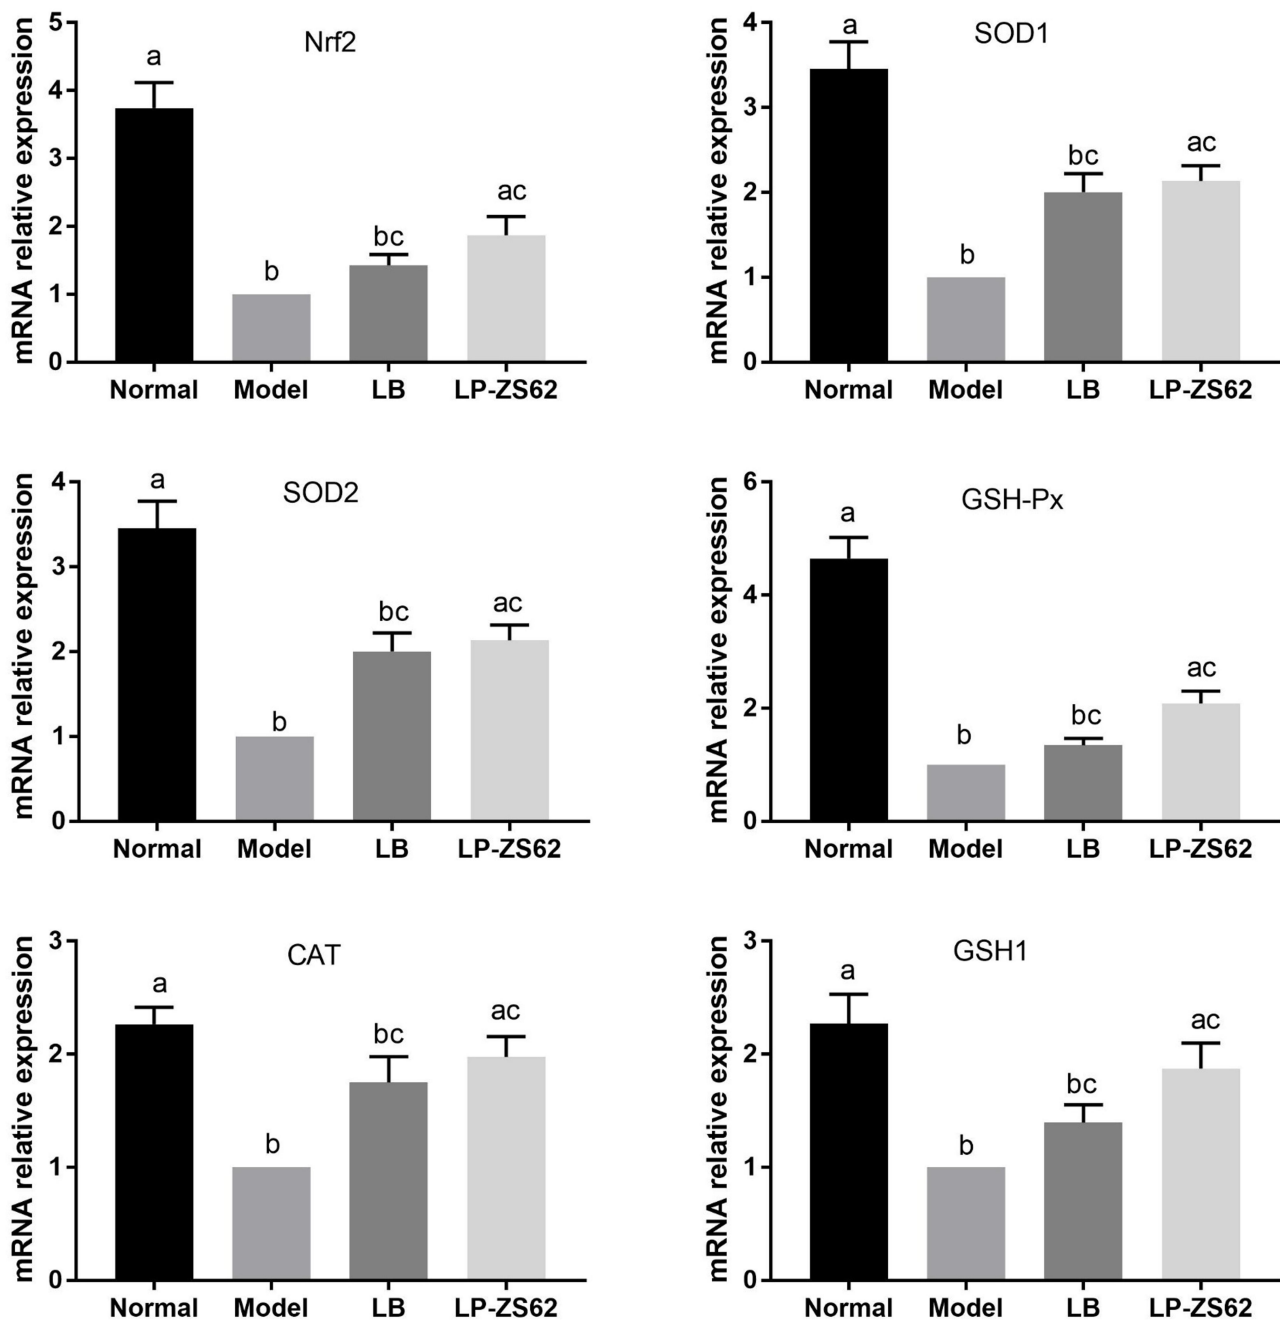 Nrf2
mRNA relative expression
5
4
3
2
1
0
a
b
bc
ac
Normal Model LB LP-ZS62
SOD1
mRNA relative expression
4
3
2
1
0
a
b
bc
ac
Normal Model LB LP-ZS62
SOD2
mRNA relative expression
4
3
2
1
0
a
b
bc
ac
Normal Model LB LP-ZS62
GSH-Px
mRNA relative expression
6
4
2
0
a
b
bc
ac
Normal Model LB LP-ZS62
CAT
mRNA relative expression
3
2
1
0
a
b
bc
ac
Normal Model LB LP-ZS62
GSH1
mRNA relative expression
3
2
1
0
a
b
bc
ac
Normal Model LB LP-ZS62